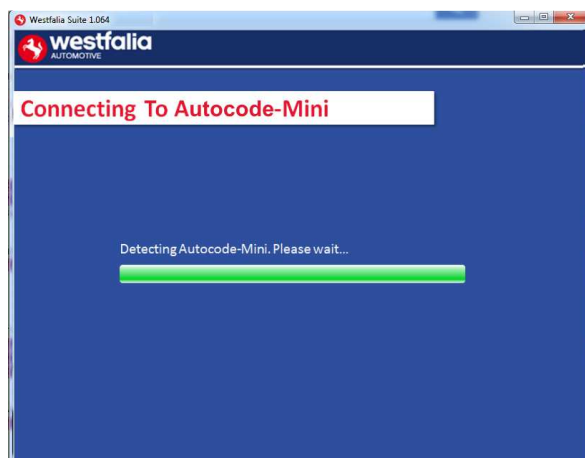 Westfalia Suite 1.064
westfalia
AUTOMOTIVE
Connecting To Autocode-Mini
Detecting Autocode-Mini. Please wait...